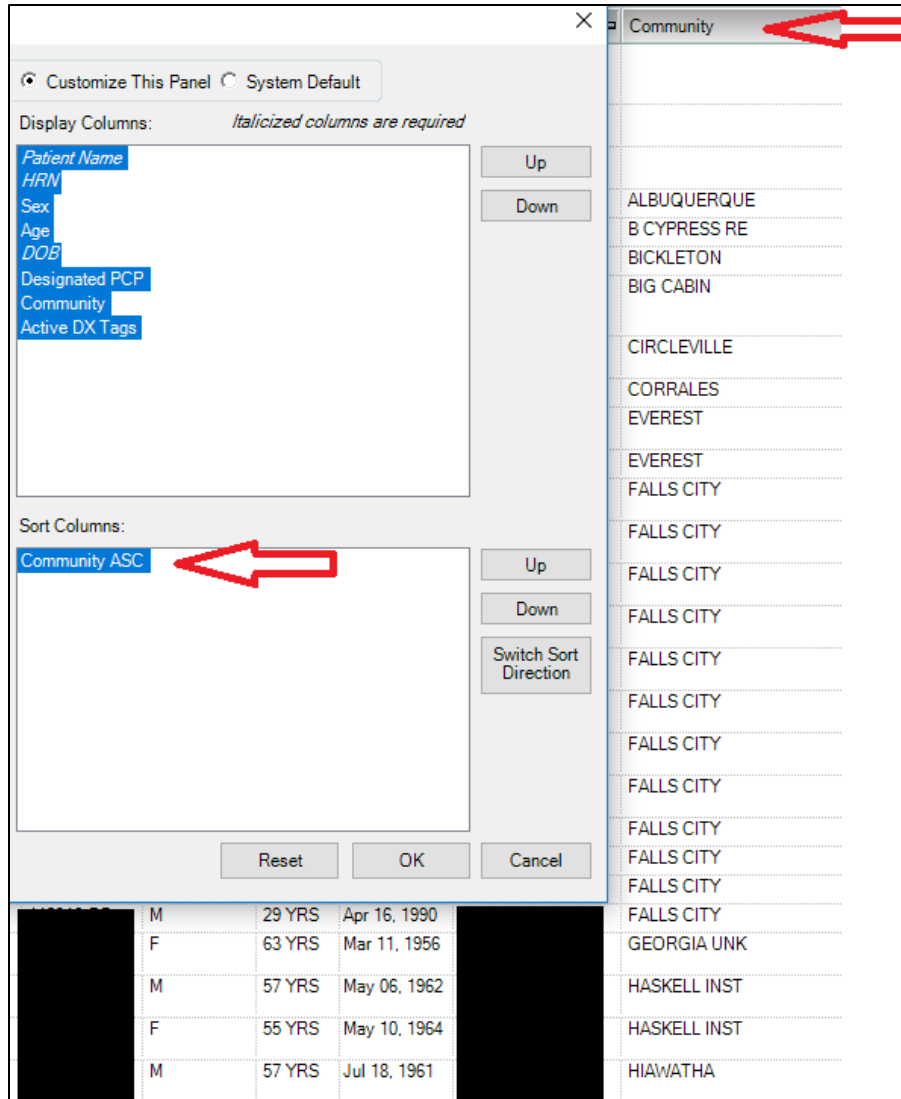 Community
Customize This Panel System Default
Display Columns: Italicized columns are required
Patient Name
HRN
Sex
Age
DOB
Designated PCP
Community
Active DX Tags
Up
Down
Sort Columns:
Community ASC
Up
Down
Switch Sort
Direction
Reset OK Cancel
ALBUQUERQUE
B CYPRESS RE
BICKLETON
BIG CABIN
CIRCLEVILLE
CORRALES
EVEREST
EVEREST
FALLS CITY
FALLS CITY
FALLS CITY
FALLS CITY
FALLS CITY
FALLS CITY
FALLS CITY
FALLS CITY
FALLS CITY
FALLS CITY
FALLS CITY
M 29 YRS Apr 16, 1990 FALLS CITY
F 63 YRS Mar 11, 1956 GEORGIA UNK
M 57 YRS May 06, 1962 HASKELL INST
F 55 YRS May 10, 1964 HASKELL INST
M 57 YRS Jul 18, 1961 HIAWATHA